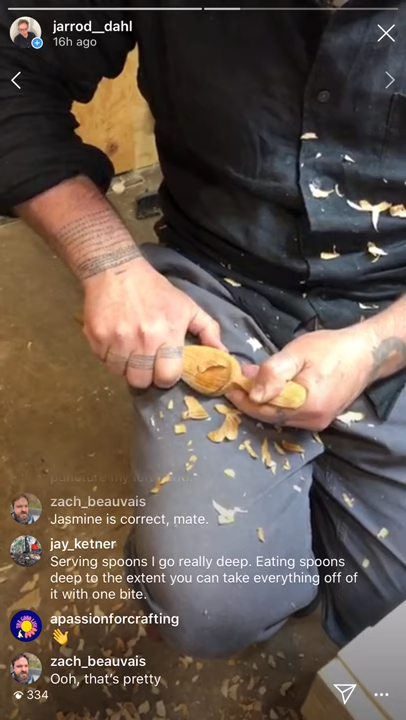 jarrod__dahl
16h ago
zach_beauvais
Jasmine is correct, mate.
jay_ketner
Serving spoons I go really deep. Eating spoons
deep to the extent you can take everything off of
it with one bite.
apassionforcrafting
👋
zach_beauvais
Ooh, that's pretty
334